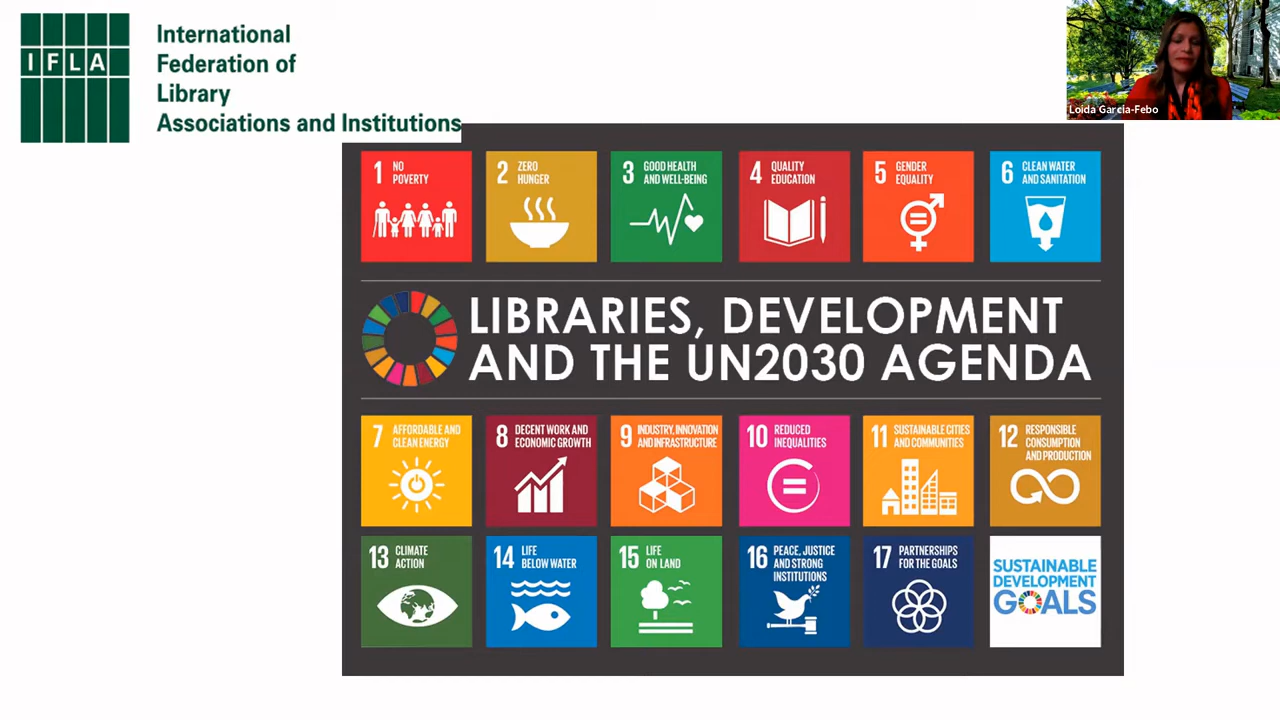 IFLA
International
Federation of
Library
Associations and Institutions
Loida Garcia-Febo
1 NO
POVERTY
2 ZERO
HUNGER
3 GOOD HEALTH
AND WELL-BEING
4 QUALITY
EDUCATION
5 GENDER
EQUALITY
6 CLEAN WATER
AND SANITATION
LIBRARIES, DEVELOPMENT
AND THE UN2030 AGENDA
7 AFFORDABLE AND
CLEAN ENERGY
8 DECENT WORK AND
ECONOMIC GROWTH
9 INDUSTRY, INNOVATION
AND INFRASTRUCTURE
10 REDUCED
INEQUALITIES
11 SUSTAINABLE CITIES
AND COMMUNITIES
12 RESPONSIBLE
CONSUMPTION
AND PRODUCTION
13 CLIMATE
ACTION
14 LIFE
BELOW WATER
15 LIFE
ON LAND
16 PEACE, JUSTICE
AND STRONG
INSTITUTIONS
17 PARTNERSHIPS
FOR THE GOALS
SUSTAINABLE
DEVELOPMENT
GOALS